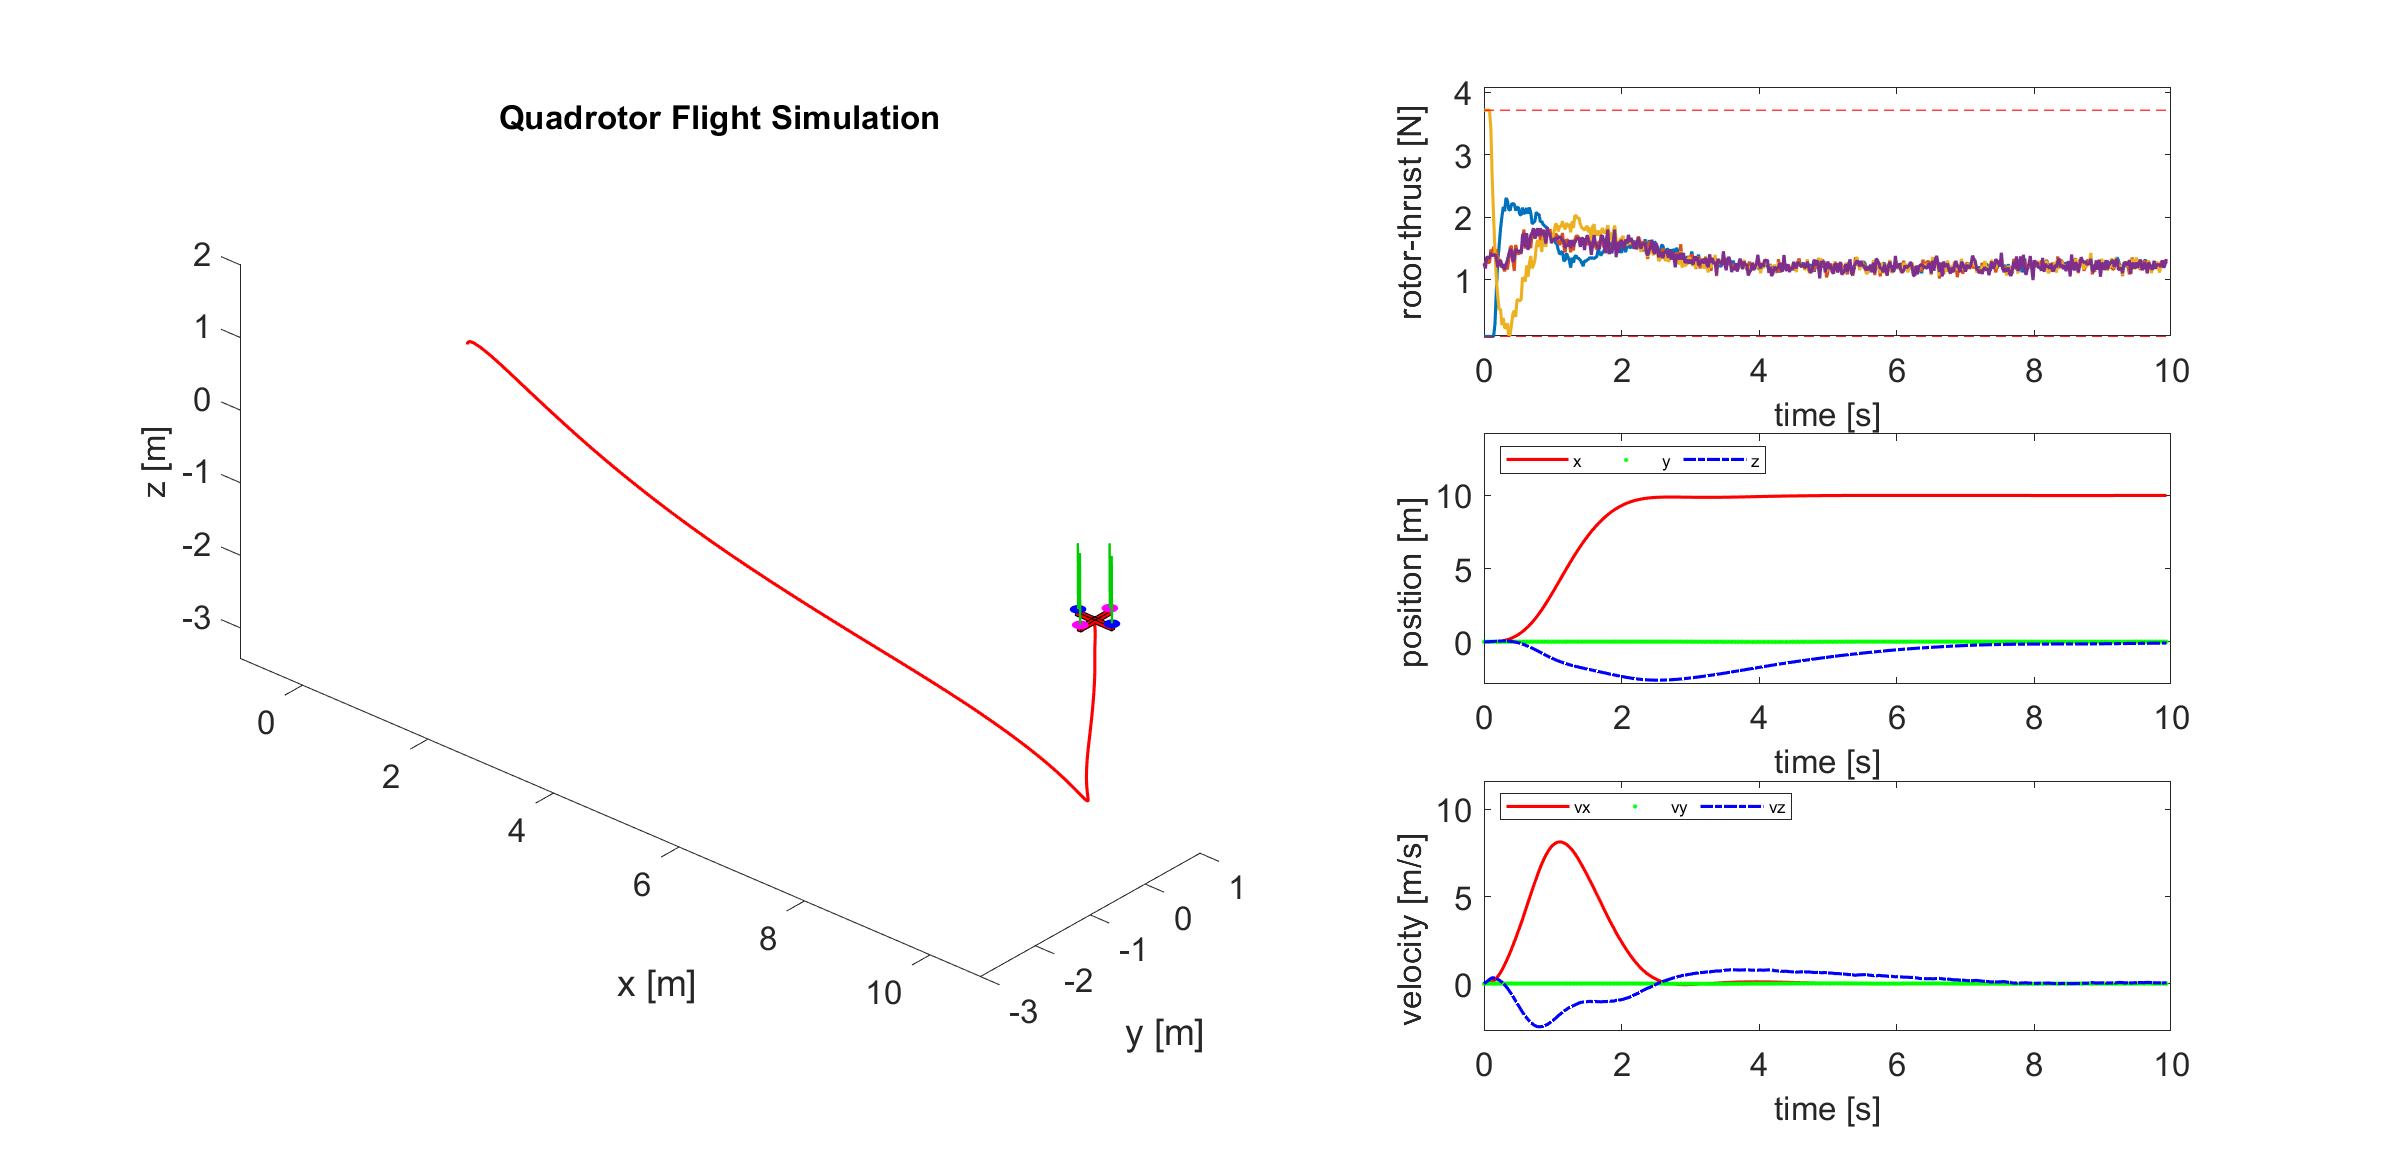 Quadrotor Flight Simulation
2
1
0
-1
-2
-3
z [m]
0
2
4
6
8
10
x [m]
1
0
-1
-2
-3
y [m]
4
3
2
1
rotor-thrust [N]
0 2 4 6 8 10
time [s]
x y z
10
5
0
position [m]
0 2 4 6 8 10
time [s]
vx vy vz
10
5
0
velocity [m/s]
0 2 4 6 8 10
time [s]